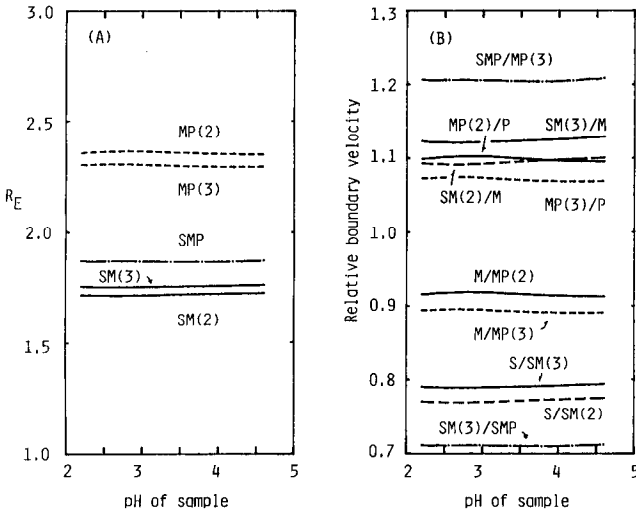 (A)
3.0
2.5
2.0
1.5
1.0
R_E
MP(2)
MP(3)
SMP
SM(3)
SM(2)
2
3
4
5
pH of sample
(B)
1.3
1.2
1.1
1.0
0.9
0.8
0.7
Relative boundary velocity
SMP/MP(3)
MP(2)/P
SM(3)/M
SM(2)/M
MP(3)/P
M/MP(2)
M/MP(3)
S/SM(3)
S/SM(2)
SM(3)/SMP
2
3
4
5
pH of sample